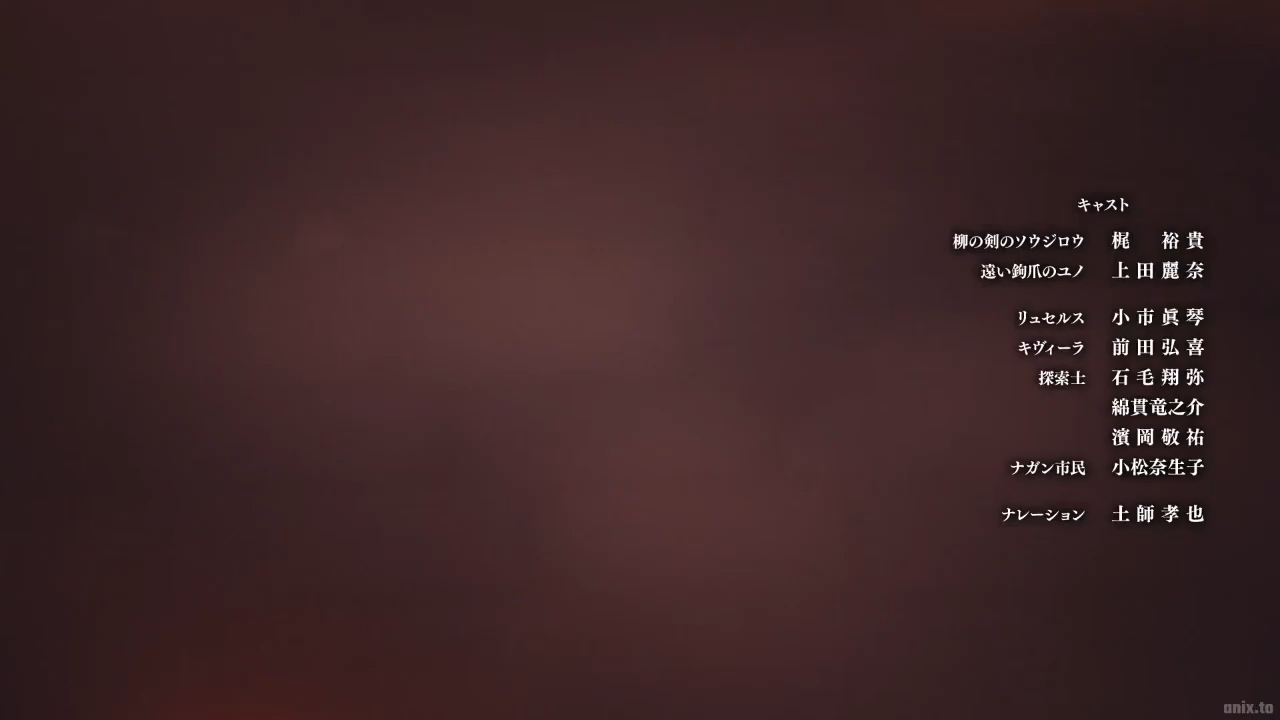 キャスト
柳の剣のソウジロウ 梶 裕貴
遠い鉤爪のユノ 上田麗奈
リュセルス 小市眞琴
キヴィーラ 前田弘喜
探索士 石毛翔弥
綿貫竜之介
濱岡敬祐
ナガン市民 小松奈生子
ナレーション 土師孝也
anix.to